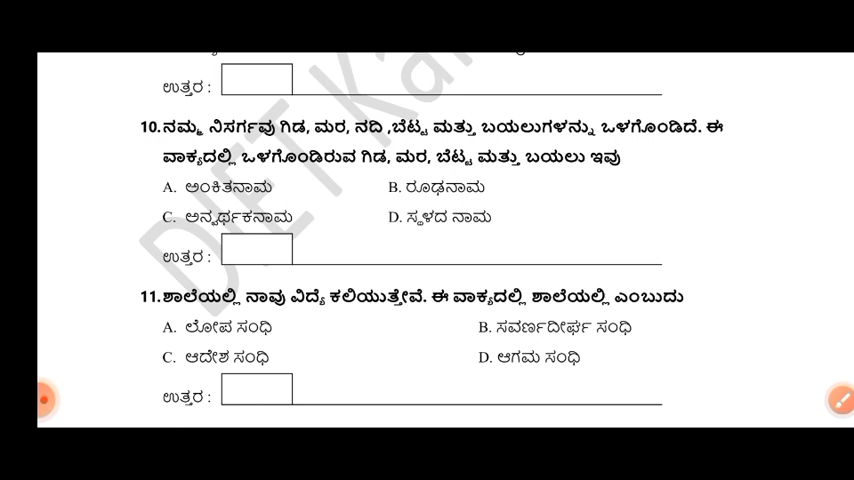 ಉತ್ತರ :
10.ನಮ್ಮ ನಿಸರ್ಗವು ಗಿಡ, ಮರ, ನದಿ ,ಬೆಟ್ಟ ಮತ್ತು ಬಯಲುಗಳನ್ನು ಒಳಗೊಂಡಿದೆ. ಈ
ವಾಕ್ಯದಲ್ಲಿ ಒಳಗೊಂಡಿರುವ ಗಿಡ, ಮರ, ಬೆಟ್ಟ ಮತ್ತು ಬಯಲು ಇವು
A. ಅಂಕಿತನಾಮ B. ರೂಢನಾಮ
C. ಅನ್ವರ್ಥಕನಾಮ D. ಸ್ಥಳದ ನಾಮ
ಉತ್ತರ :
11.ಶಾಲೆಯಲ್ಲಿ ನಾವು ವಿದ್ಯೆ ಕಲಿಯುತ್ತೇವೆ. ಈ ವಾಕ್ಯದಲ್ಲಿ ಶಾಲೆಯಲ್ಲಿ ಎಂಬುದು
A. ಲೋಪ ಸಂಧಿ B. ಸವರ್ಣದೀರ್ಘ ಸಂಧಿ
C. ಆದೇಶ ಸಂಧಿ D. ಆಗಮ ಸಂಧಿ
ಉತ್ತರ :
DIET